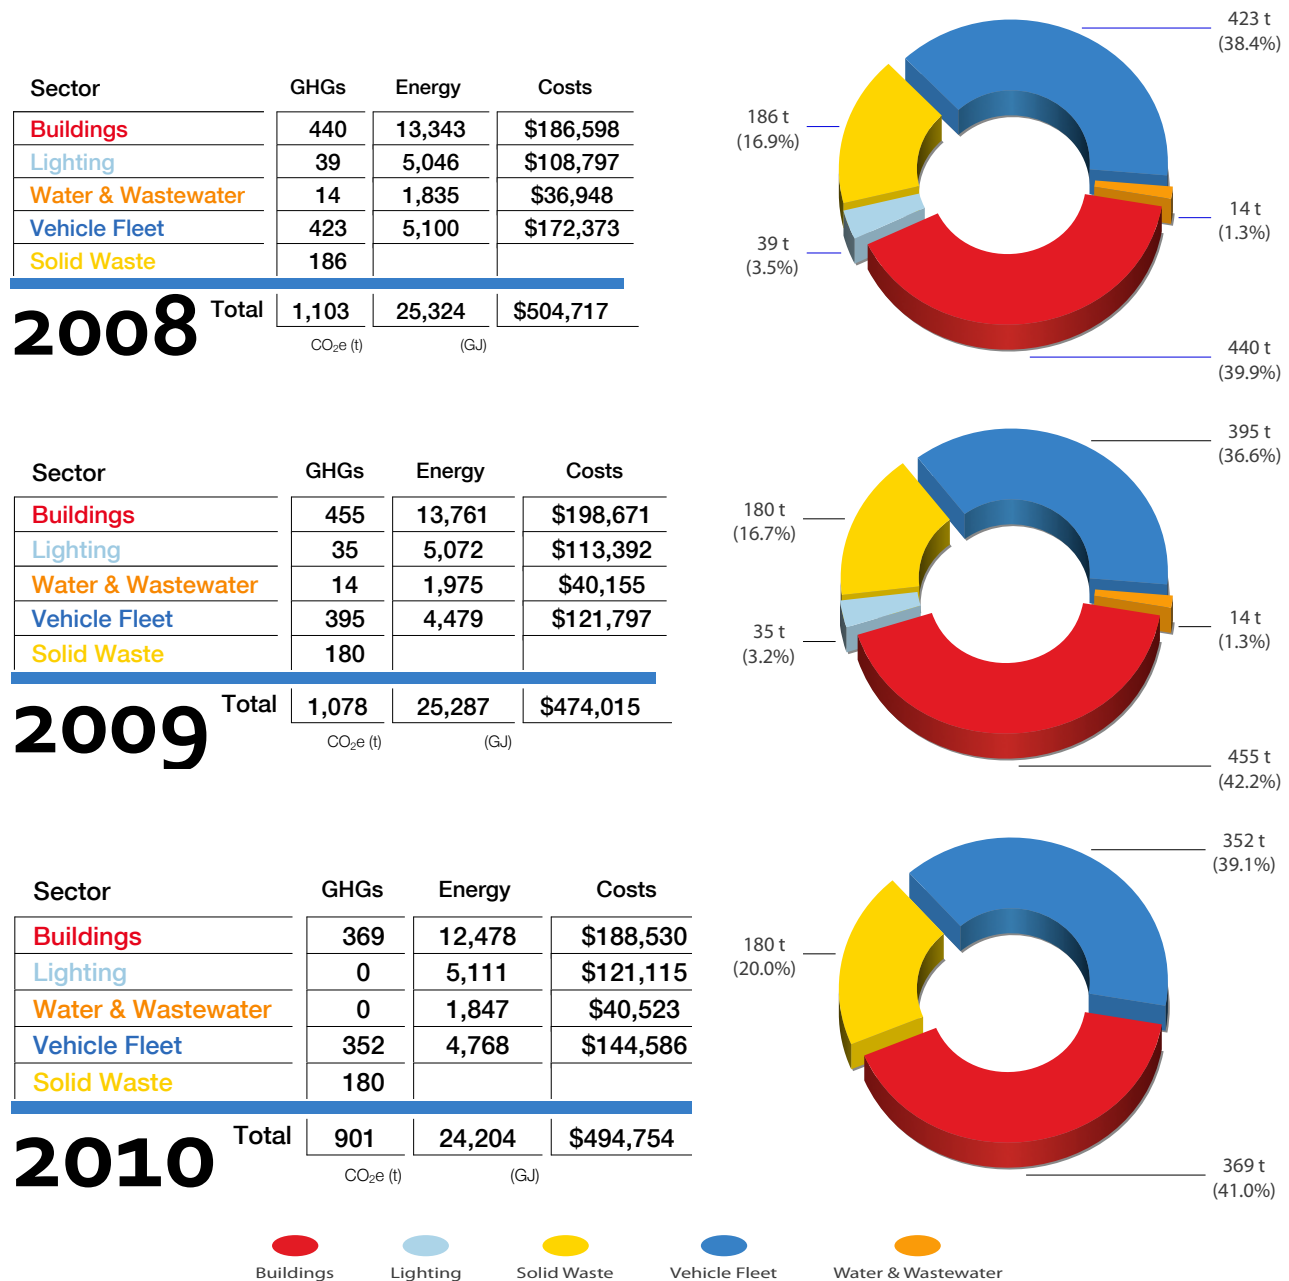 Sector GHGs Energy Costs
Buildings 440 13,343 $186,598
Lighting 39 5,046 $108,797
Water & Wastewater 14 1,835 $36,948
Vehicle Fleet 423 5,100 $172,373
Solid Waste 186
2008 Total 1,103 25,324 $504,717
CO₂e (t) (GJ)
423 t
(38.4%)
186 t
(16.9%)
14 t
(1.3%)
39 t
(3.5%)
440 t
(39.9%)
Sector GHGs Energy Costs
Buildings 455 13,761 $198,671
Lighting 35 5,072 $113,392
Water & Wastewater 14 1,975 $40,155
Vehicle Fleet 395 4,479 $121,797
Solid Waste 180
2009 Total 1,078 25,287 $474,015
CO₂e (t) (GJ)
395 t
(36.6%)
180 t
(16.7%)
14 t
(1.3%)
35 t
(3.2%)
455 t
(42.2%)
Sector GHGs Energy Costs
Buildings 369 12,478 $188,530
Lighting 0 5,111 $121,115
Water & Wastewater 0 1,847 $40,523
Vehicle Fleet 352 4,768 $144,586
Solid Waste 180
2010 Total 901 24,204 $494,754
CO₂e (t) (GJ)
352 t
(39.1%)
180 t
(20.0%)
369 t
(41.0%)
Buildings Lighting Solid Waste Vehicle Fleet Water & Wastewater